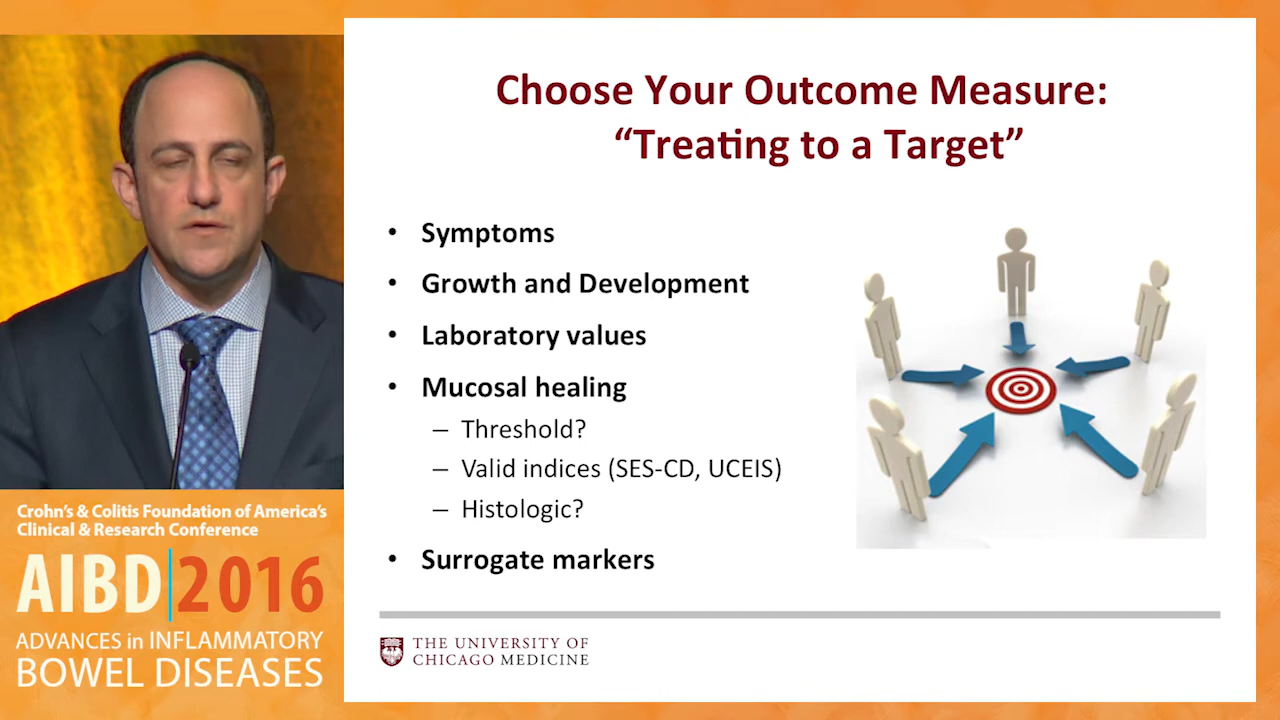 Choose Your Outcome Measure:
“Treating to a Target”
• Symptoms
• Growth and Development
• Laboratory values
• Mucosal healing
– Threshold?
– Valid indices (SES-CD, UCEIS)
– Histologic?
• Surrogate markers
THE UNIVERSITY OF
CHICAGO MEDICINE
Crohn’s & Colitis Foundation of America’s
Clinical & Research Conference
AIBD|2016
ADVANCES in INFLAMMATORY
BOWEL DISEASES